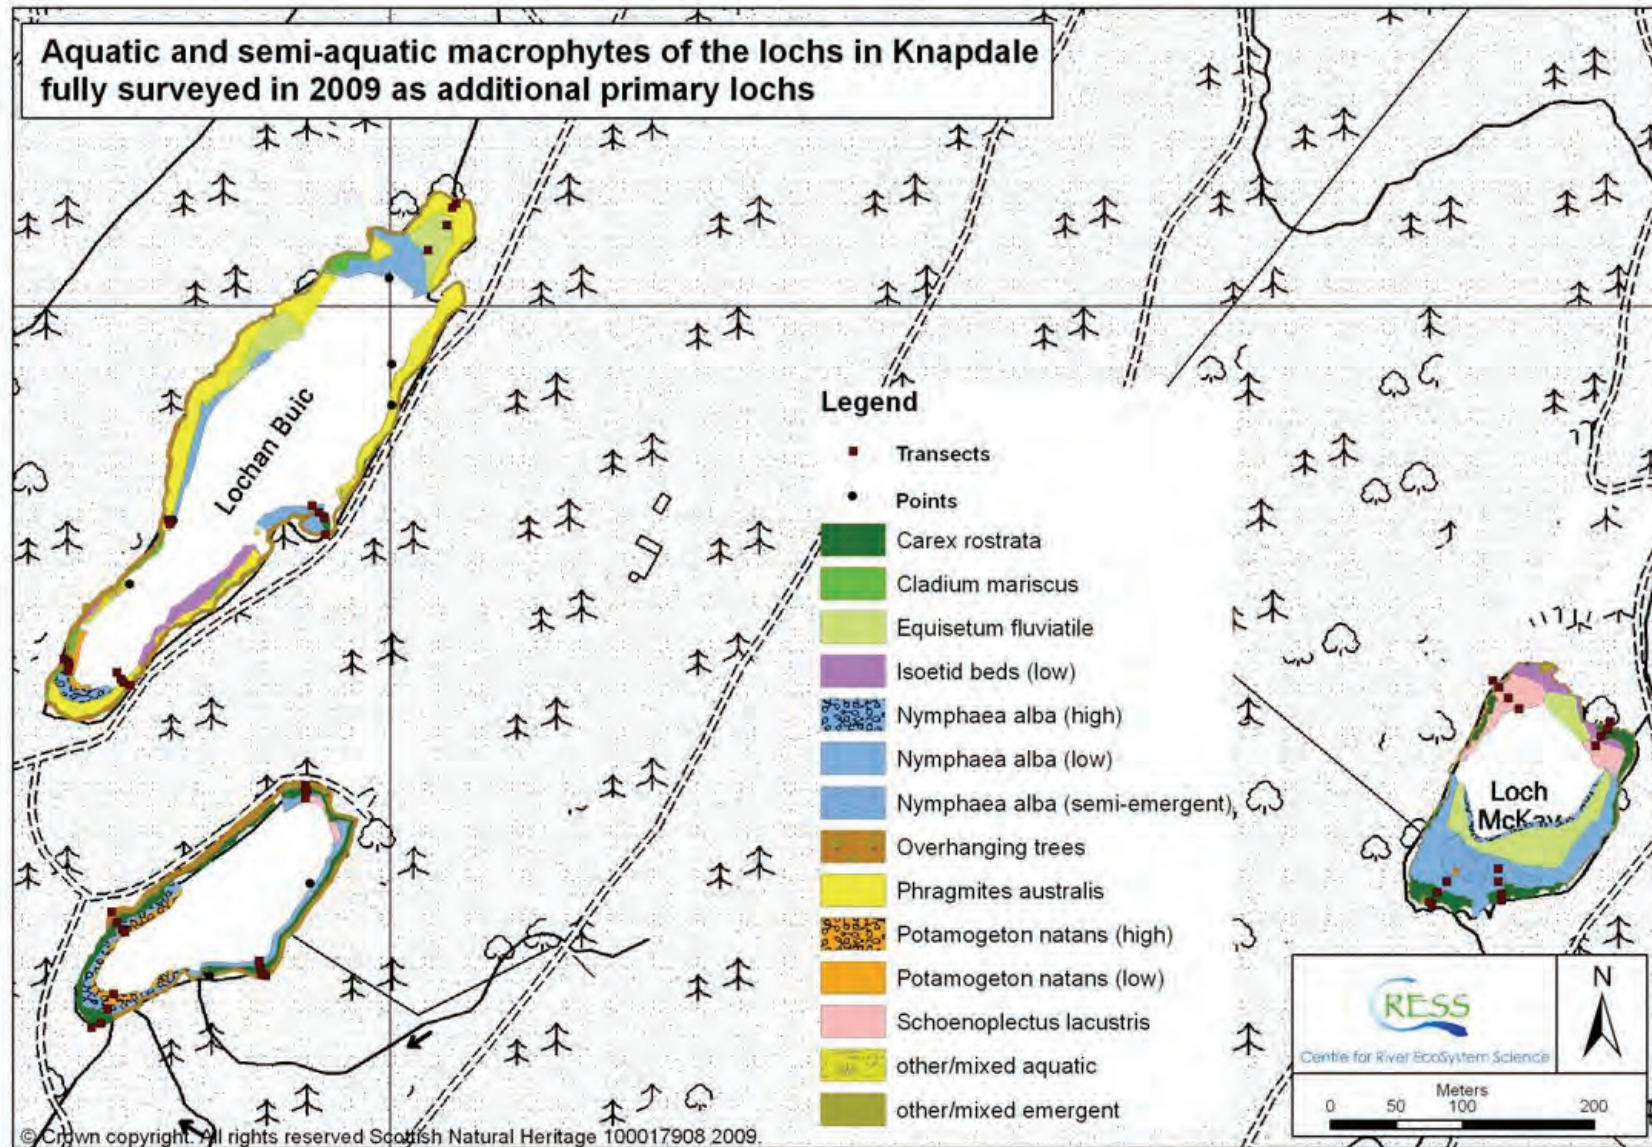 Aquatic and semi-aquatic macrophytes of the lochs in Knapdale
fully surveyed in 2009 as additional primary lochs
Lochan Buic
Legend
Transects
Points
Carex rostrata
Cladium mariscus
Equisetum fluviatile
Isoetid beds (low)
Nymphaea alba (high)
Nymphaea alba (low)
Nymphaea alba (semi-emergent)
Overhanging trees
Phragmites australis
Potamogeton natans (high)
Potamogeton natans (low)
Schoenoplectus lacustris
other/mixed aquatic
other/mixed emergent
Loch
McKay
CRESS
Centre for River EcoSystem Science
N
Meters
0 50 100 200
© Crown copyright. All rights reserved Scottish Natural Heritage 100017908 2009.